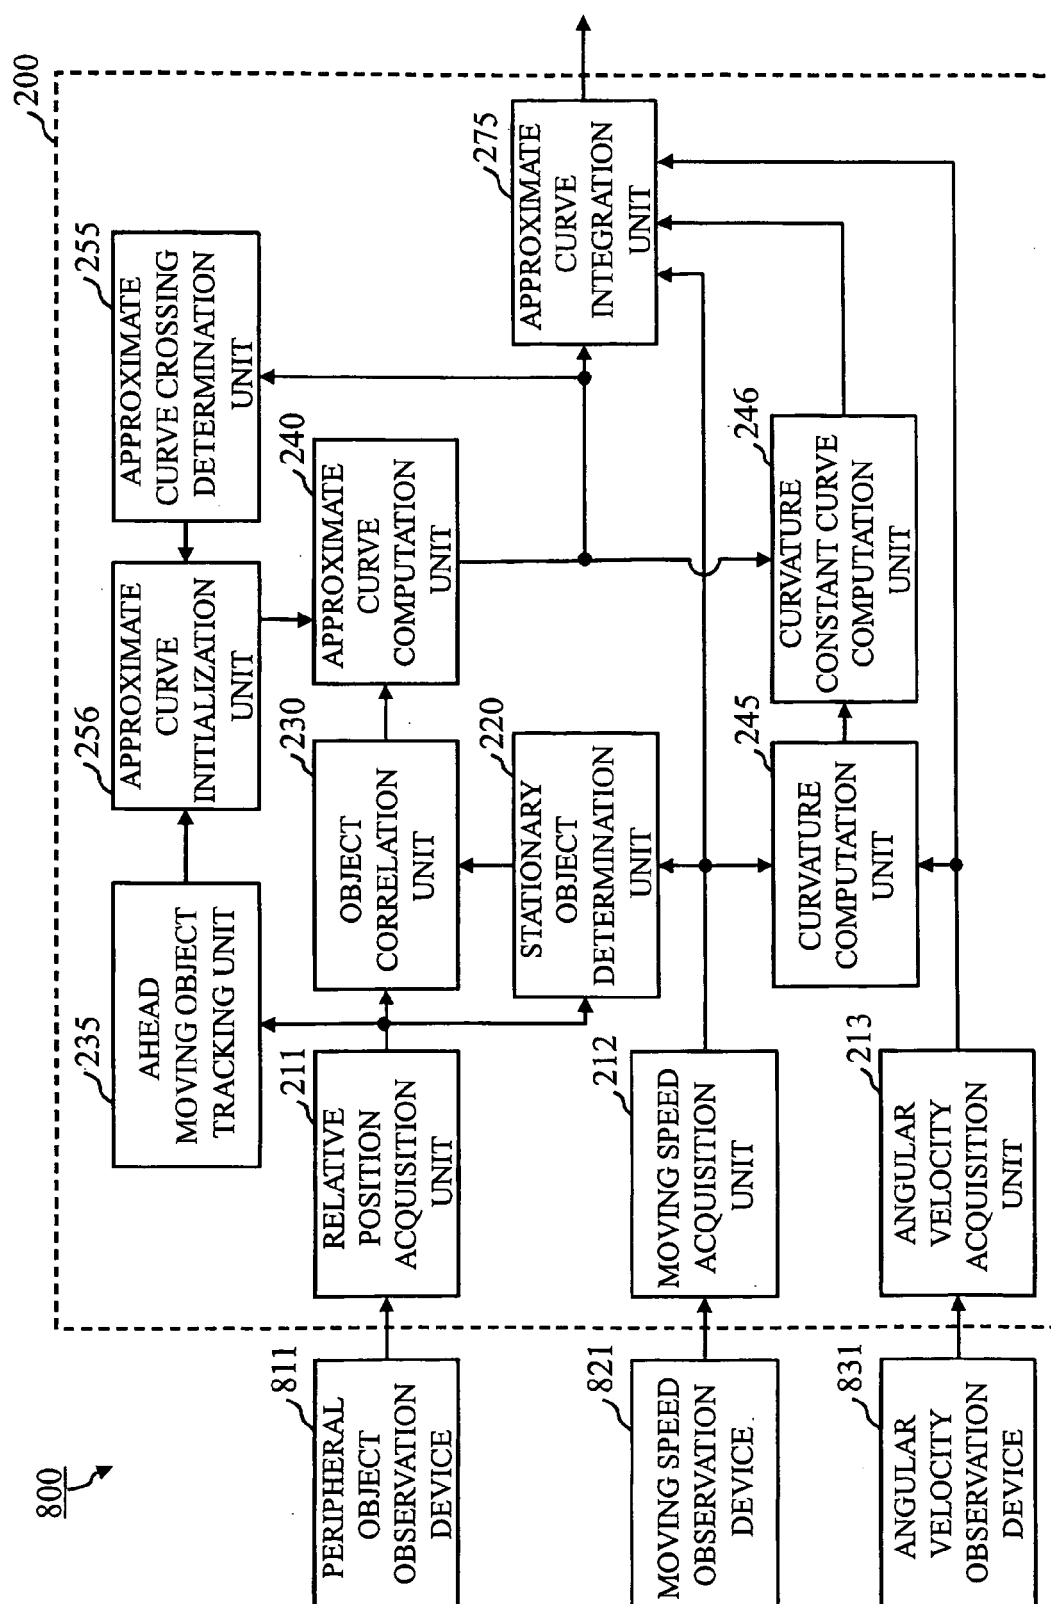 800
200
PERIPHERAL
OBJECT
OBSERVATION
DEVICE
811
MOVING SPEED
OBSERVATION
DEVICE
821
ANGULAR
VELOCITY
OBSERVATION
DEVICE
831
AHEAD
MOVING OBJECT
TRACKING UNIT
235
RELATIVE
POSITION
ACQUISITION
UNIT
211
MOVING SPEED
ACQUISITION
UNIT
212
ANGULAR
VELOCITY
ACQUISITION
UNIT
213
APPROXIMATE
CURVE
INITIALIZATION
UNIT
256
OBJECT
CORRELATION
UNIT
230
STATIONARY
OBJECT
DETERMINATION
UNIT
220
CURVATURE
COMPUTATION
UNIT
245
APPROXIMATE
CURVE CROSSING
DETERMINATION
UNIT
255
APPROXIMATE
CURVE
COMPUTATION
UNIT
240
CURVATURE
CONSTANT CURVE
COMPUTATION
UNIT
246
APPROXIMATE
CURVE
INTEGRATION
UNIT
275